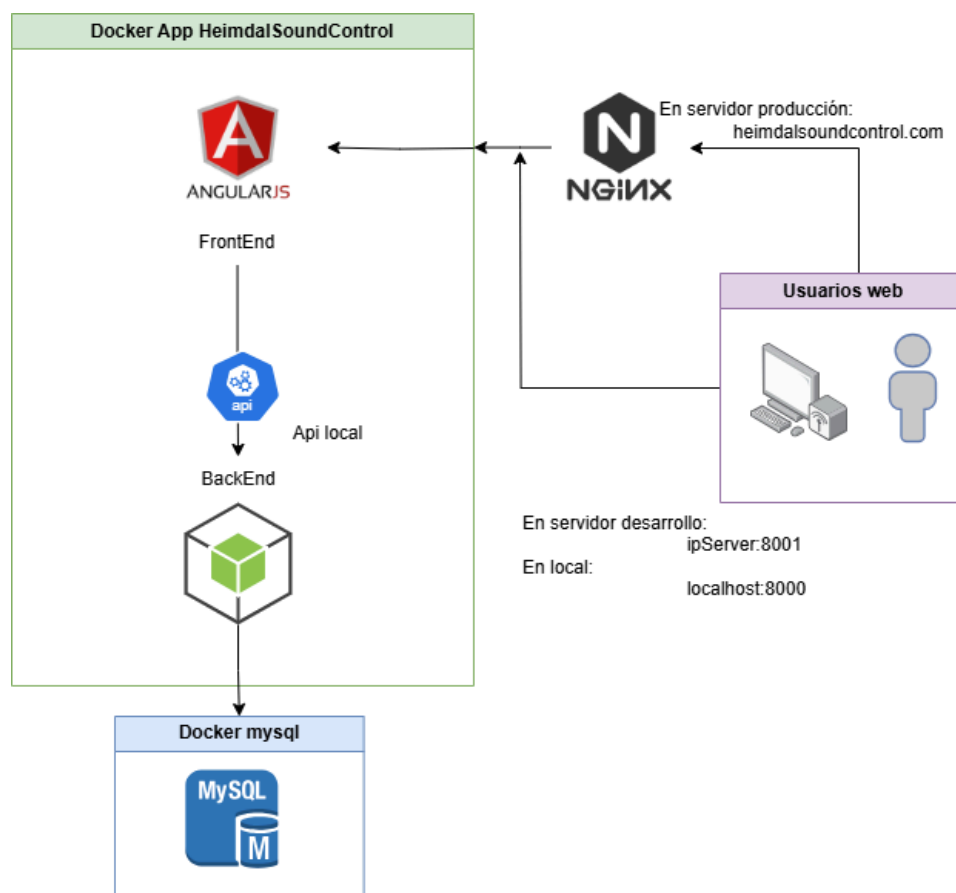 Docker App HeimdalSoundControl
ANGULARJS
FrontEnd
api
Api local
BackEnd
Docker mysql
MySQL
M
N
NGINX
En servidor producción:
heimdalsoundcontrol.com
Usuarios web
En servidor desarrollo:
ipServer:8001
En local:
localhost:8000